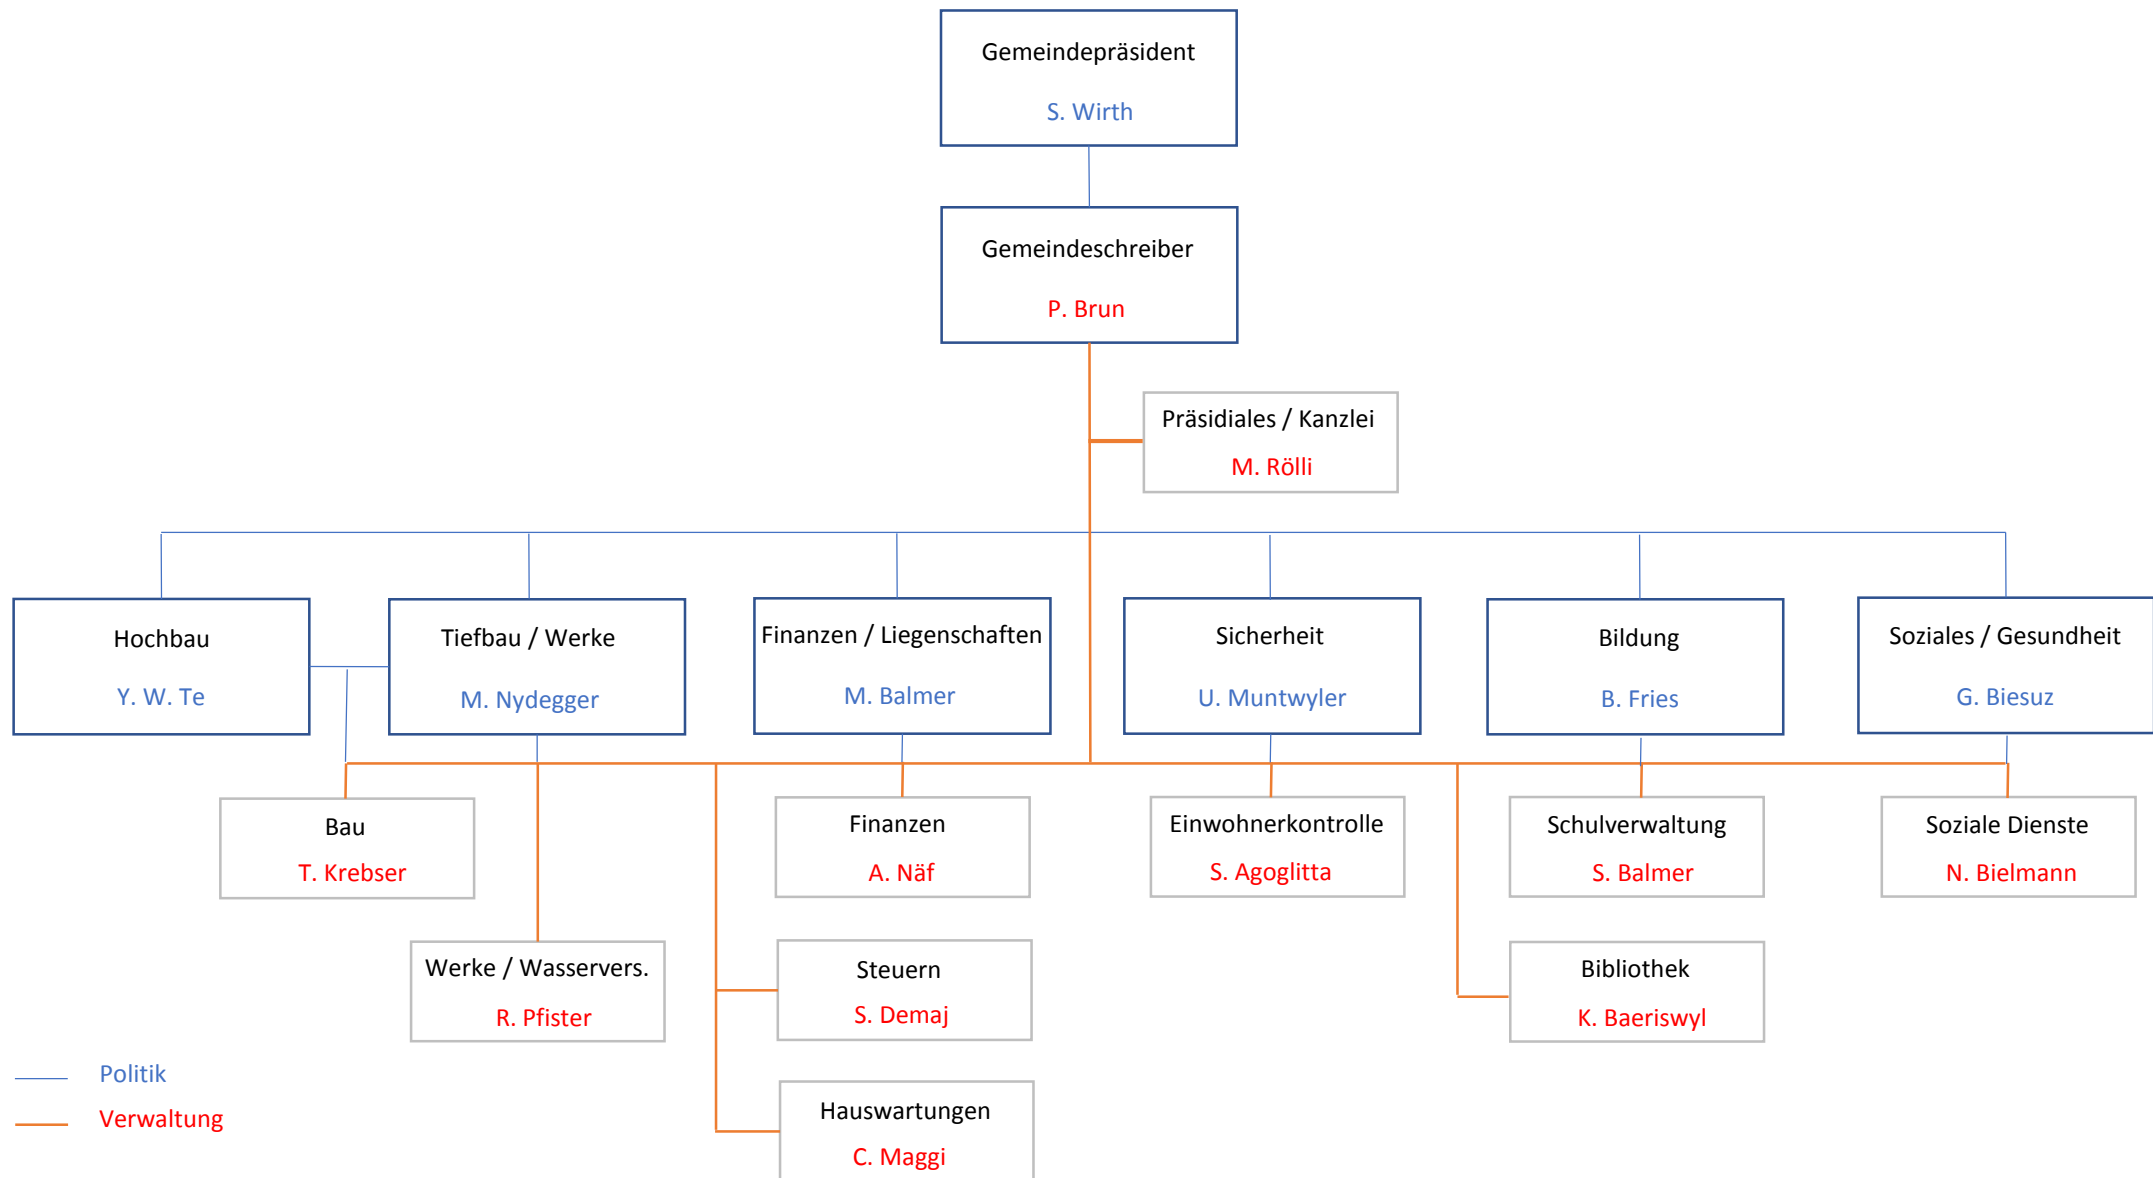 Gemeindepräsident
S. Wirth
Gemeindeschreiber
P. Brun
Präsidiales / Kanzlei
M. Rölli
Hochbau
Y. W. Te
Tiefbau / Werke
M. Nydegger
Finanzen / Liegenschaften
M. Balmer
Sicherheit
U. Muntwyler
Bildung
B. Fries
Soziales / Gesundheit
G. Biesuz
Bau
T. Krebser
Finanzen
A. Näf
Einwohnerkontrolle
S. Agoglitta
Schulverwaltung
S. Balmer
Soziale Dienste
N. Bielmann
Werke / Wasservers.
R. Pfister
Steuern
S. Demaj
Bibliothek
K. Baeriswyl
Hauswartungen
C. Maggi
Politik
Verwaltung